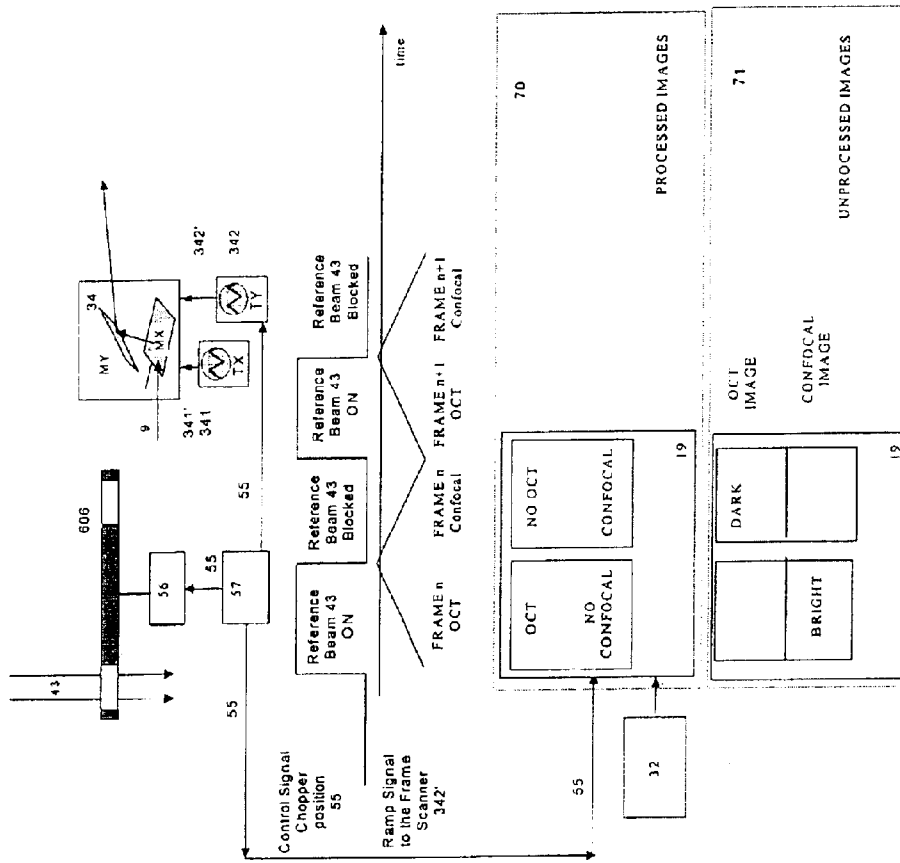 606
43
56
55
57
55
55
9
MY
34
MX
341'
341
TX
342'
342
TY
Control Signal
Chopper
position
55
Reference
Beam 43
ON
Reference
Beam 43
Blocked
Reference
Beam 43
ON
Reference
Beam 43
Blocked
time
Ramp Signal
to the Frame
Scanner
342'
FRAME n
OCT
FRAME n
Confocal
FRAME n+1
OCT
FRAME n+1
Confocal
55
32
OCT
NO
CONFOCAL
NO OCT
CONFOCAL
19
70
PROCESSED IMAGES
BRIGHT
DARK
19
OCT
IMAGE
CONFOCAL
IMAGE
71
UNPROCESSED IMAGES